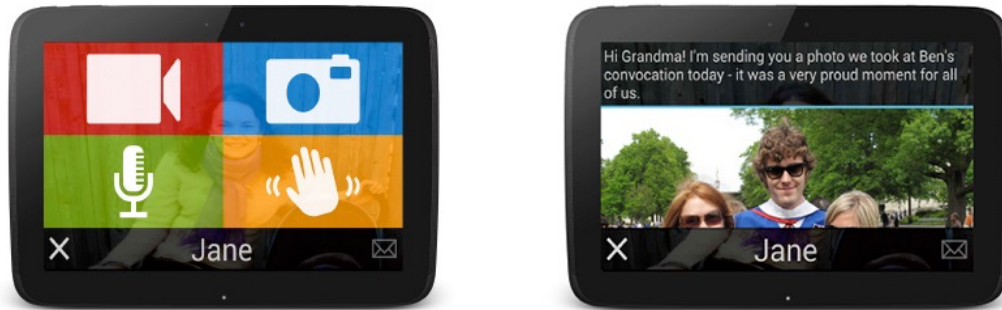 Jane
Hi Grandma! I'm sending you a photo we took at Ben's
convocation today - it was a very proud moment for all
of us.
Jane